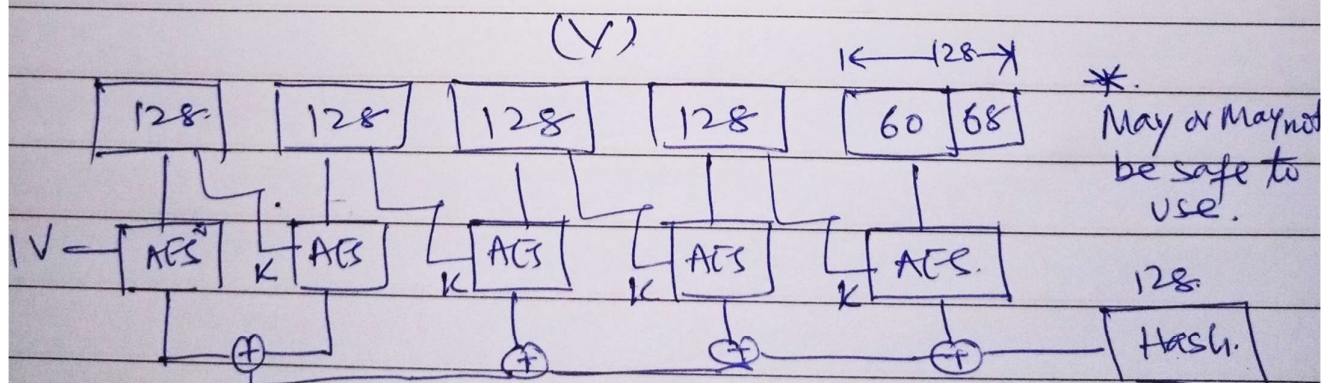 (V)
|← 128 →|
128. 128 128 128 60 68
*.
May or May not
be safe to
use.
IV AES K AES K AES K AES K AES.
128.
+ + + + Hash.